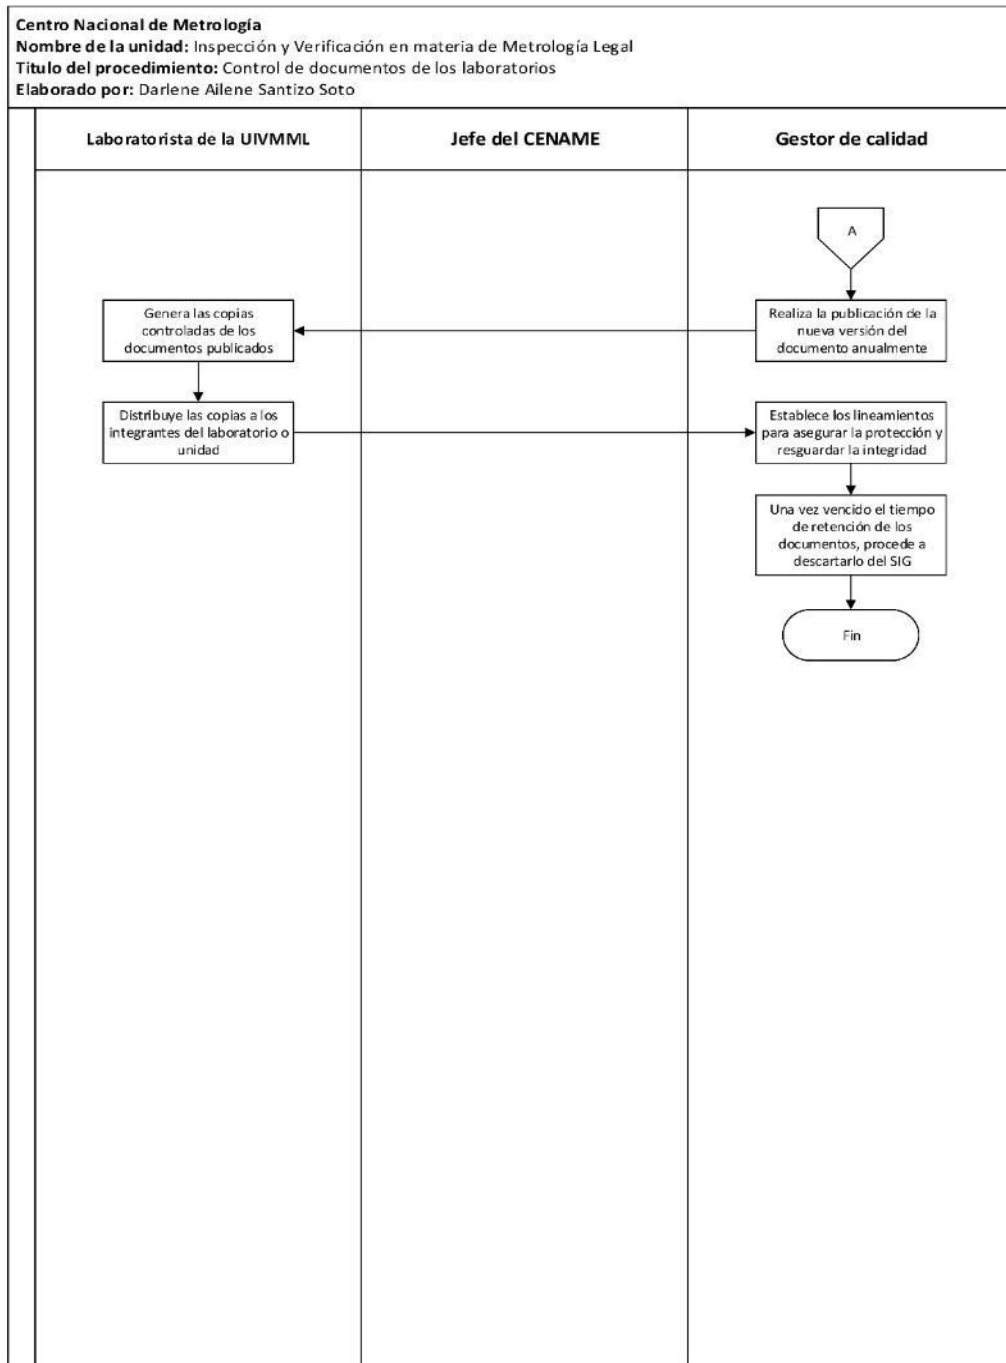 Centro Nacional de Metrología
Nombre de la unidad: Inspección y Verificación en materia de Metrología Legal
Titulo del procedimiento: Control de documentos de los laboratorios
Elaborado por: Darlene Ailene Santizo Soto
Laboratorista de la UIVMML
Jefe del CENAME
Gestor de calidad
A
Realiza la publicación de la
nueva versión del
documento anualmente
Genera las copias
controladas de los
documentos publicados
Distribuye las copias a los
integrantes del laboratorio o
unidad
Establece los lineamientos
para asegurar la protección y
resguardar la integridad
Una vez vencido el tiempo
de retención de los
documentos, procede a
descartarlo del SIG
Fin